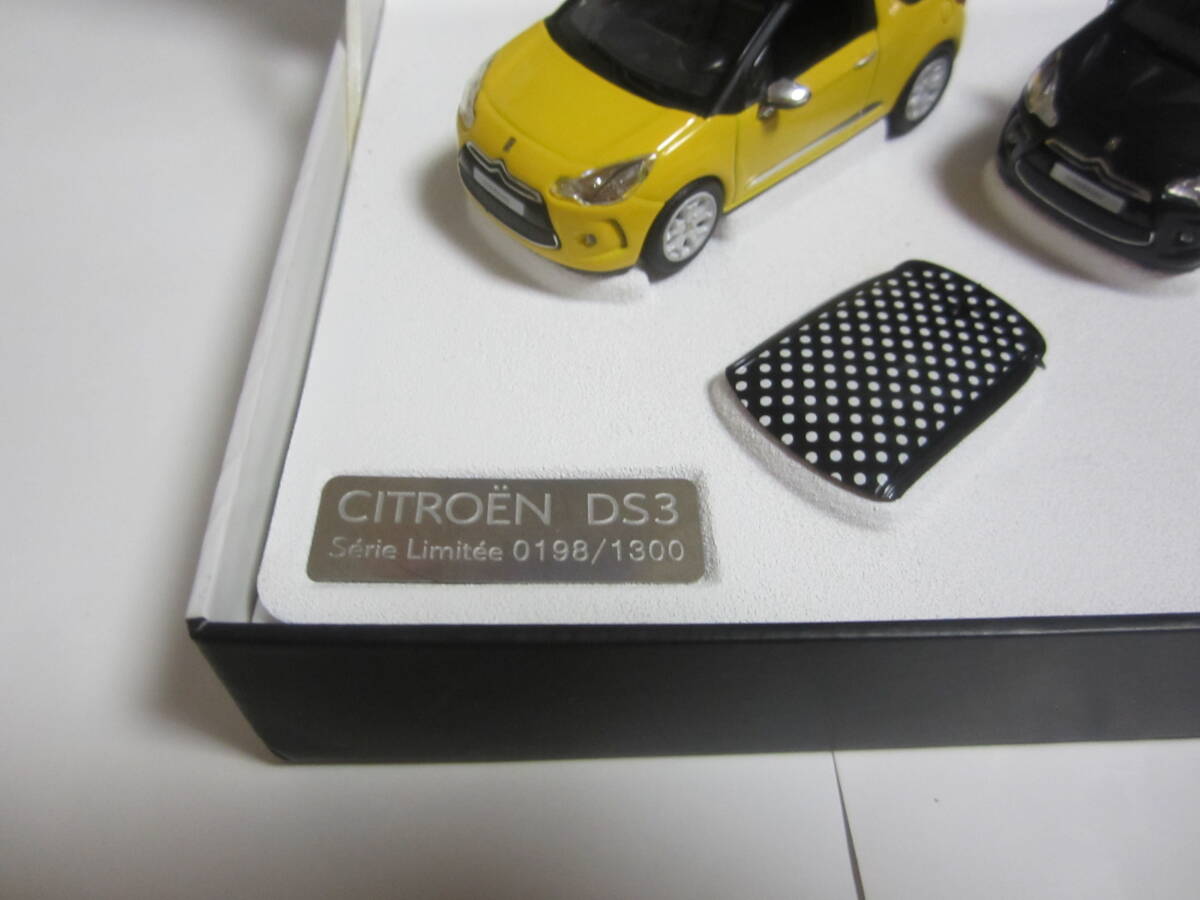 CITROËN DS3
Série Limitée 0198/1300